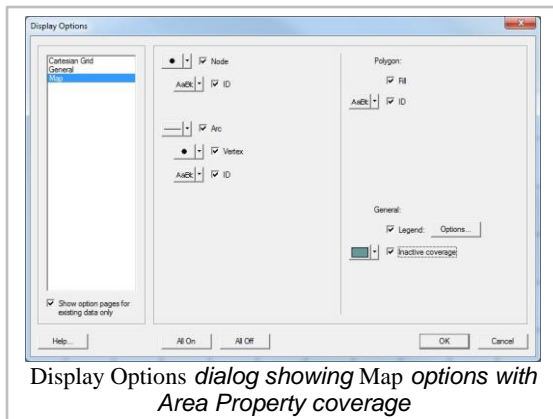 Display Options
Cartesian Grid
General
Map
Show option pages for
existing data only
Node
AaBb
ID
Arc
Vertex
AaBb
ID
Polygon:
Fill
AaBb
ID
General:
Legend:
Options...
Inactive coverage
Help...
All On
All Off
OK
Cancel
Display Options dialog showing Map options with
Area Property coverage